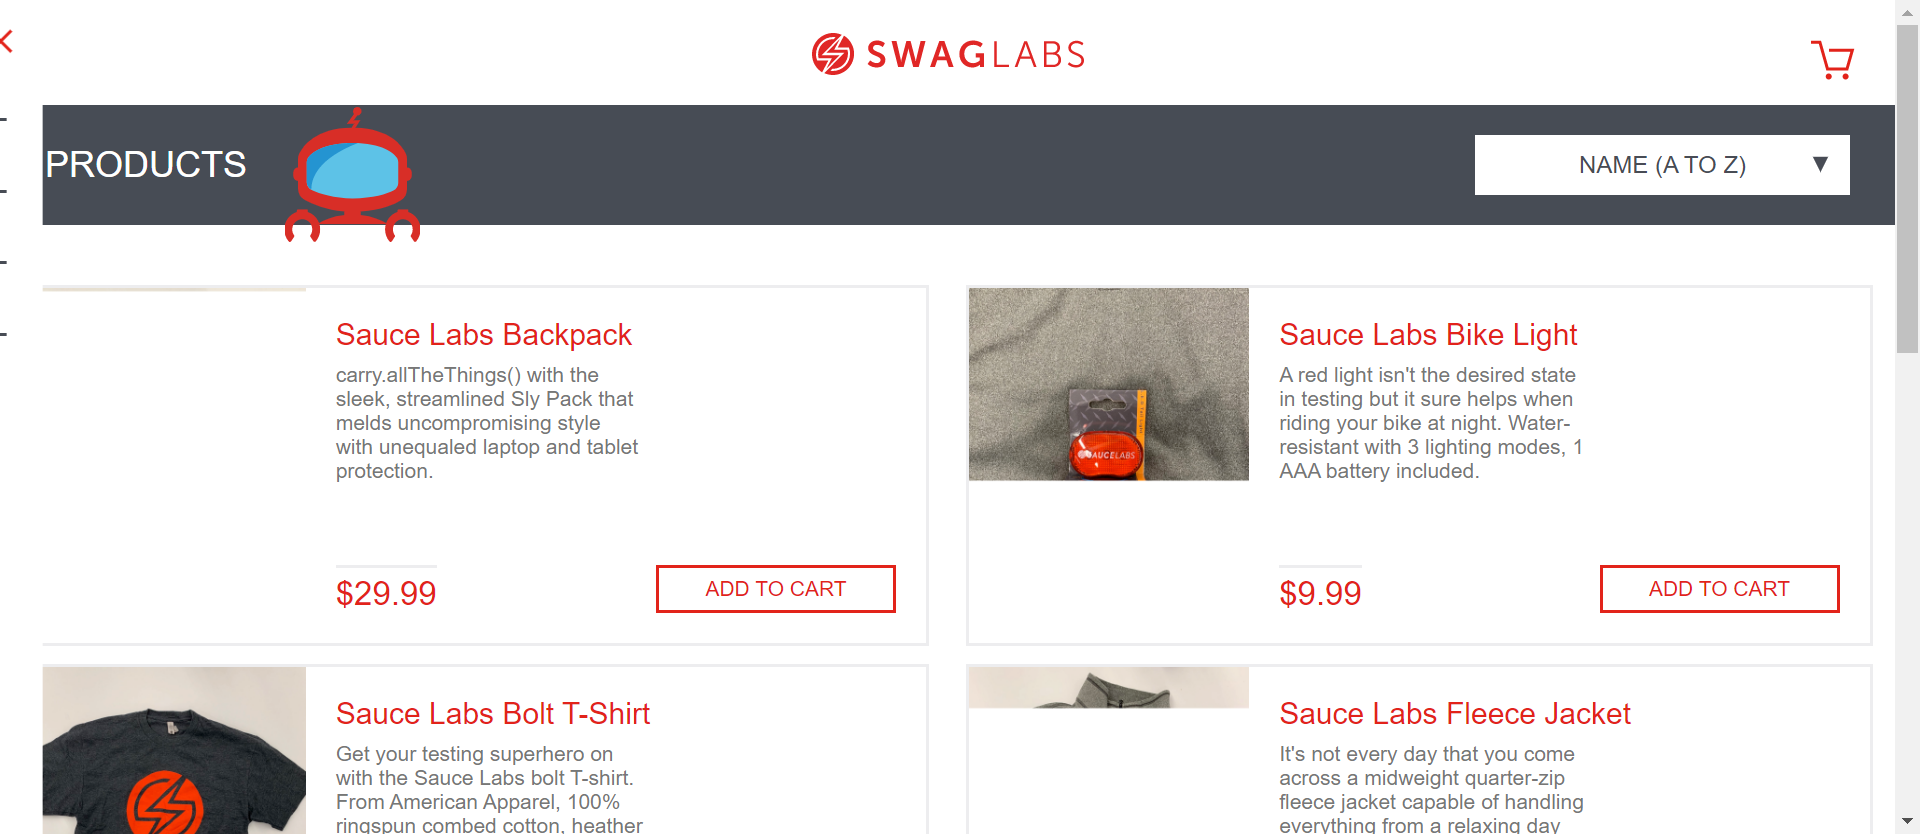 SWAGLABS
PRODUCTS
NAME (A TO Z)
Sauce Labs Backpack
carry.allTheThings() with the
sleek, streamlined Sly Pack that
melds uncompromising style
with unequaled laptop and tablet
protection.
$29.99
ADD TO CART
SAUCELABS
Sauce Labs Bike Light
A red light isn't the desired state
in testing but it sure helps when
riding your bike at night. Water-
resistant with 3 lighting modes, 1
AAA battery included.
$9.99
ADD TO CART
Sauce Labs Bolt T-Shirt
Get your testing superhero on
with the Sauce Labs bolt T-shirt.
From American Apparel, 100%
ringspun combed cotton, heather
Sauce Labs Fleece Jacket
It's not every day that you come
across a midweight quarter-zip
fleece jacket capable of handling
everything from a relaxing day